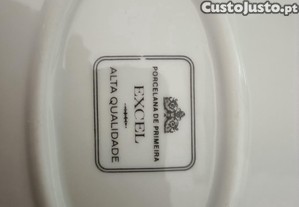 Custojusto.pt
PORCELANA DE PRIMEIRA
EXCEL
ALTA QUALIDADE